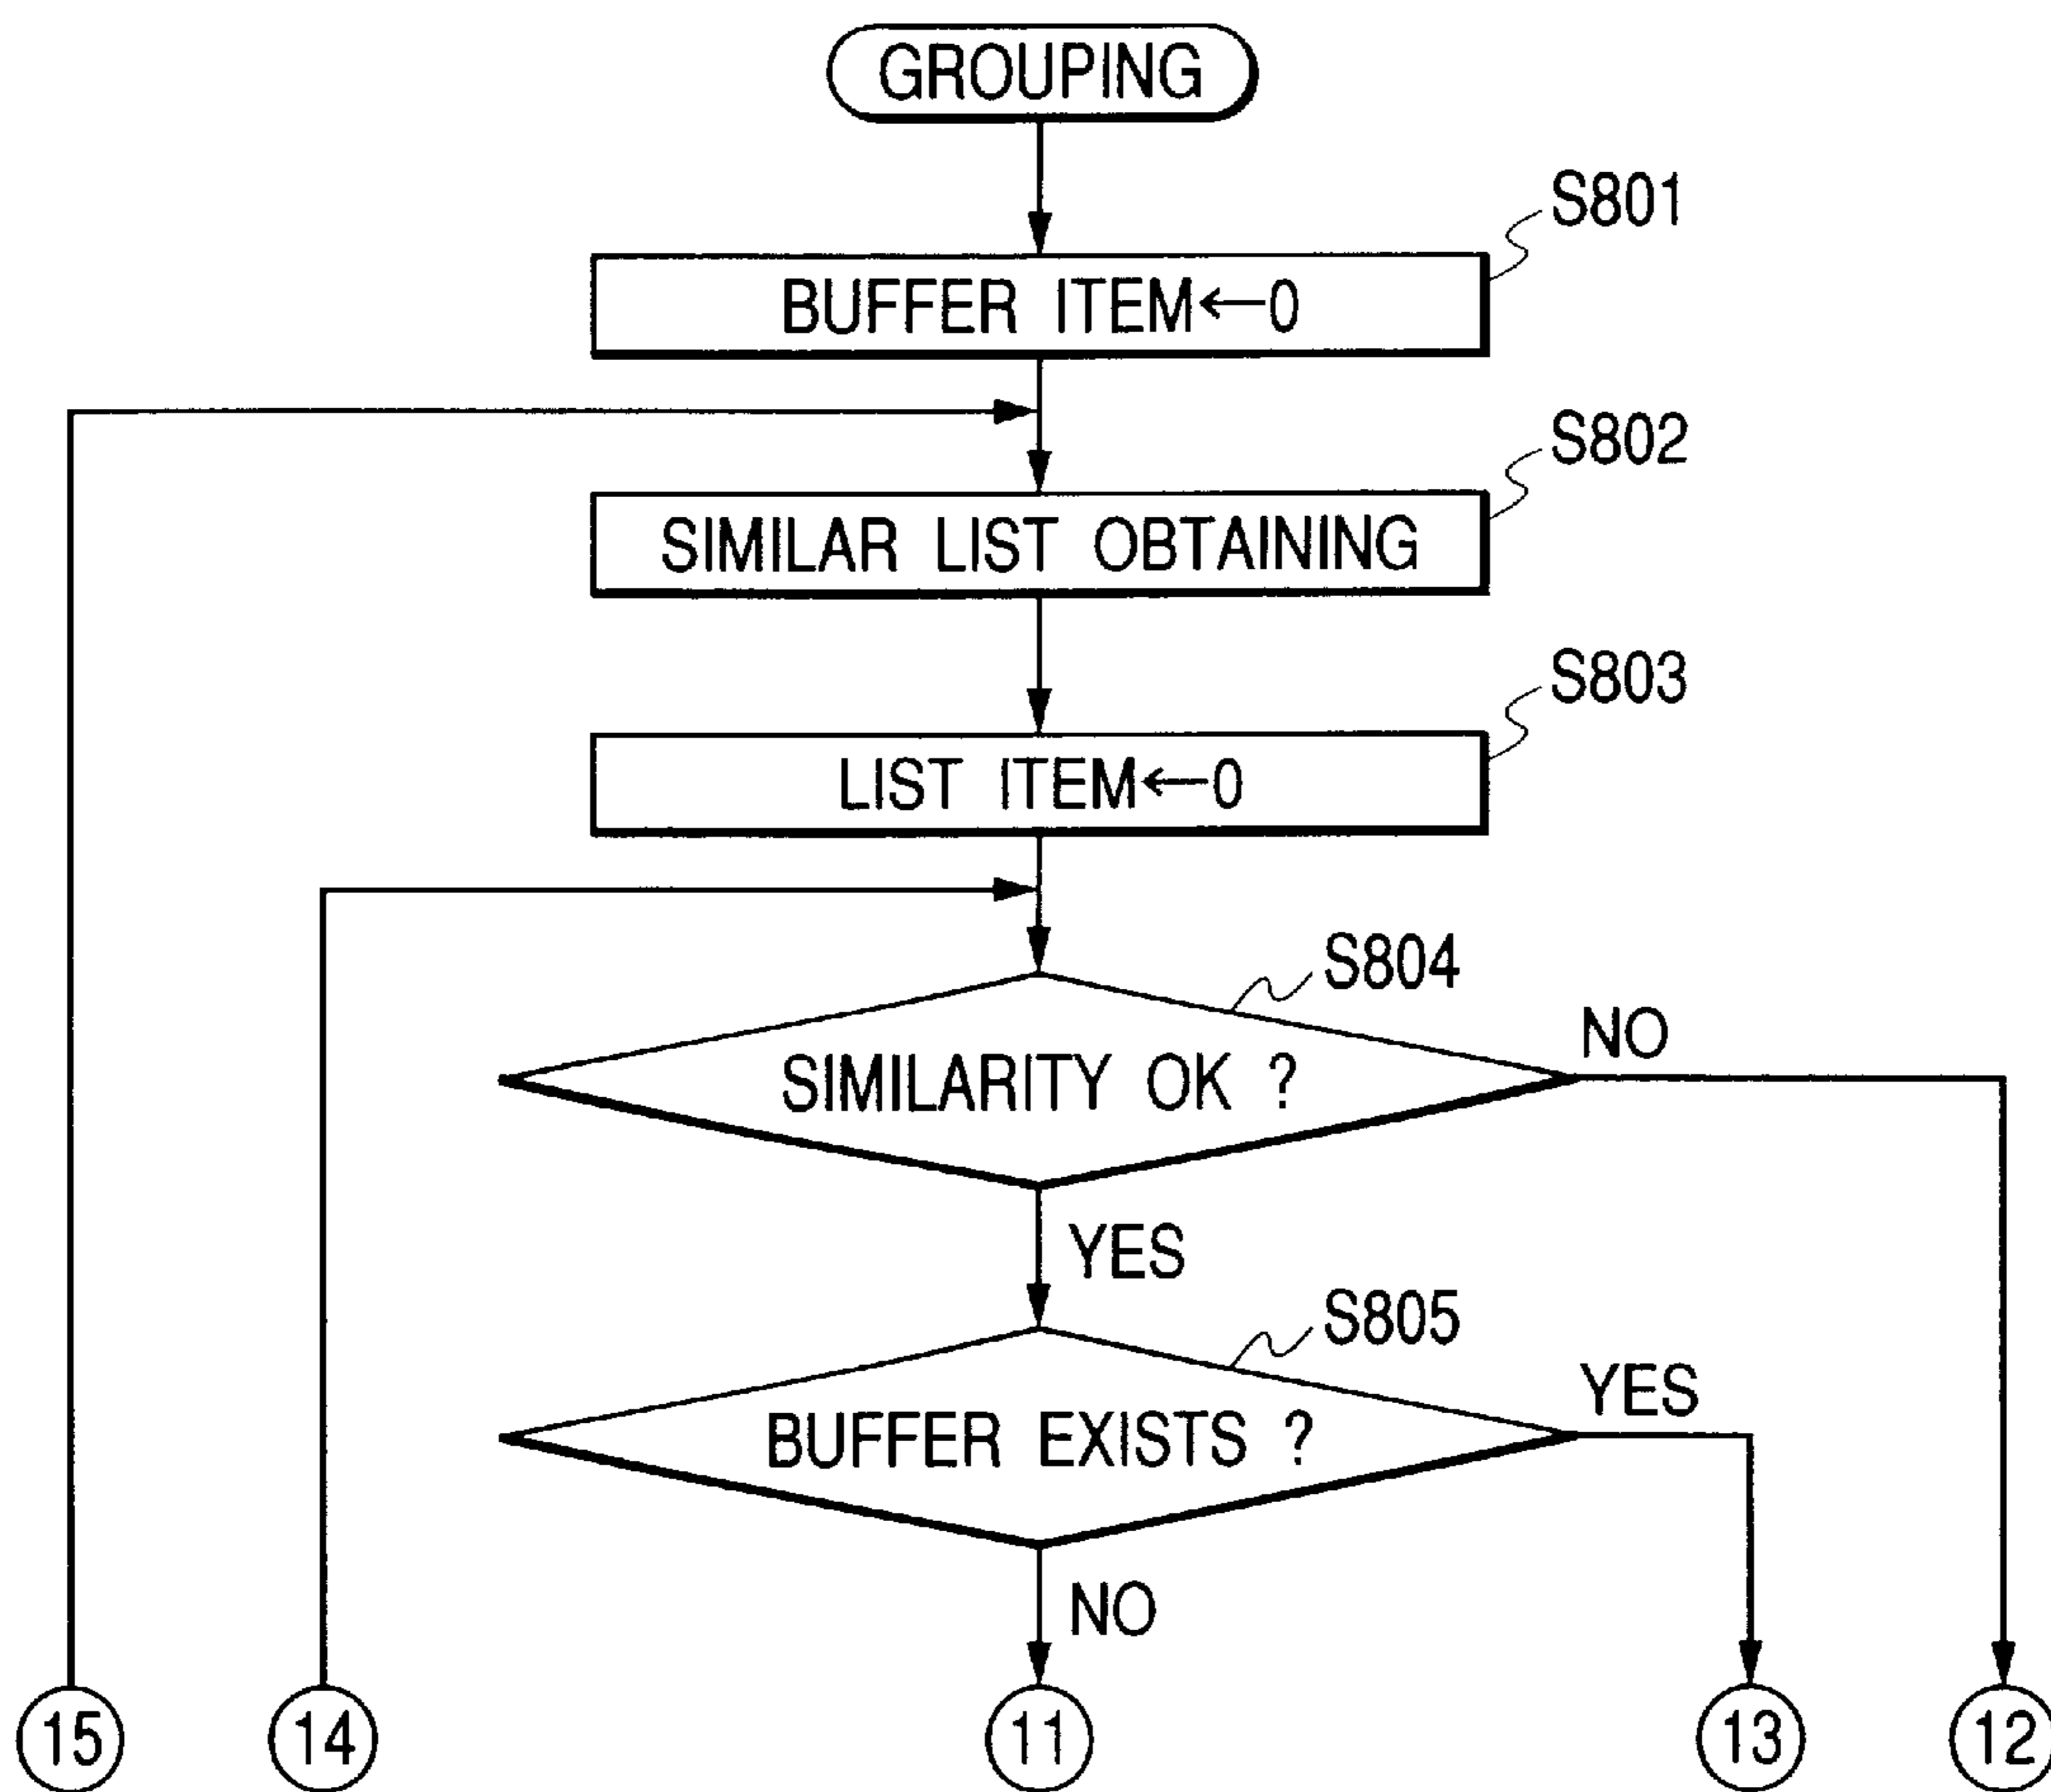 GROUPING
S801
BUFFER ITEM←0
S802
SIMILAR LIST OBTAINING
S803
LIST ITEM←0
S804
NO
SIMILARITY OK ?
YES
S805
YES
BUFFER EXISTS ?
NO
15
14
11
13
12